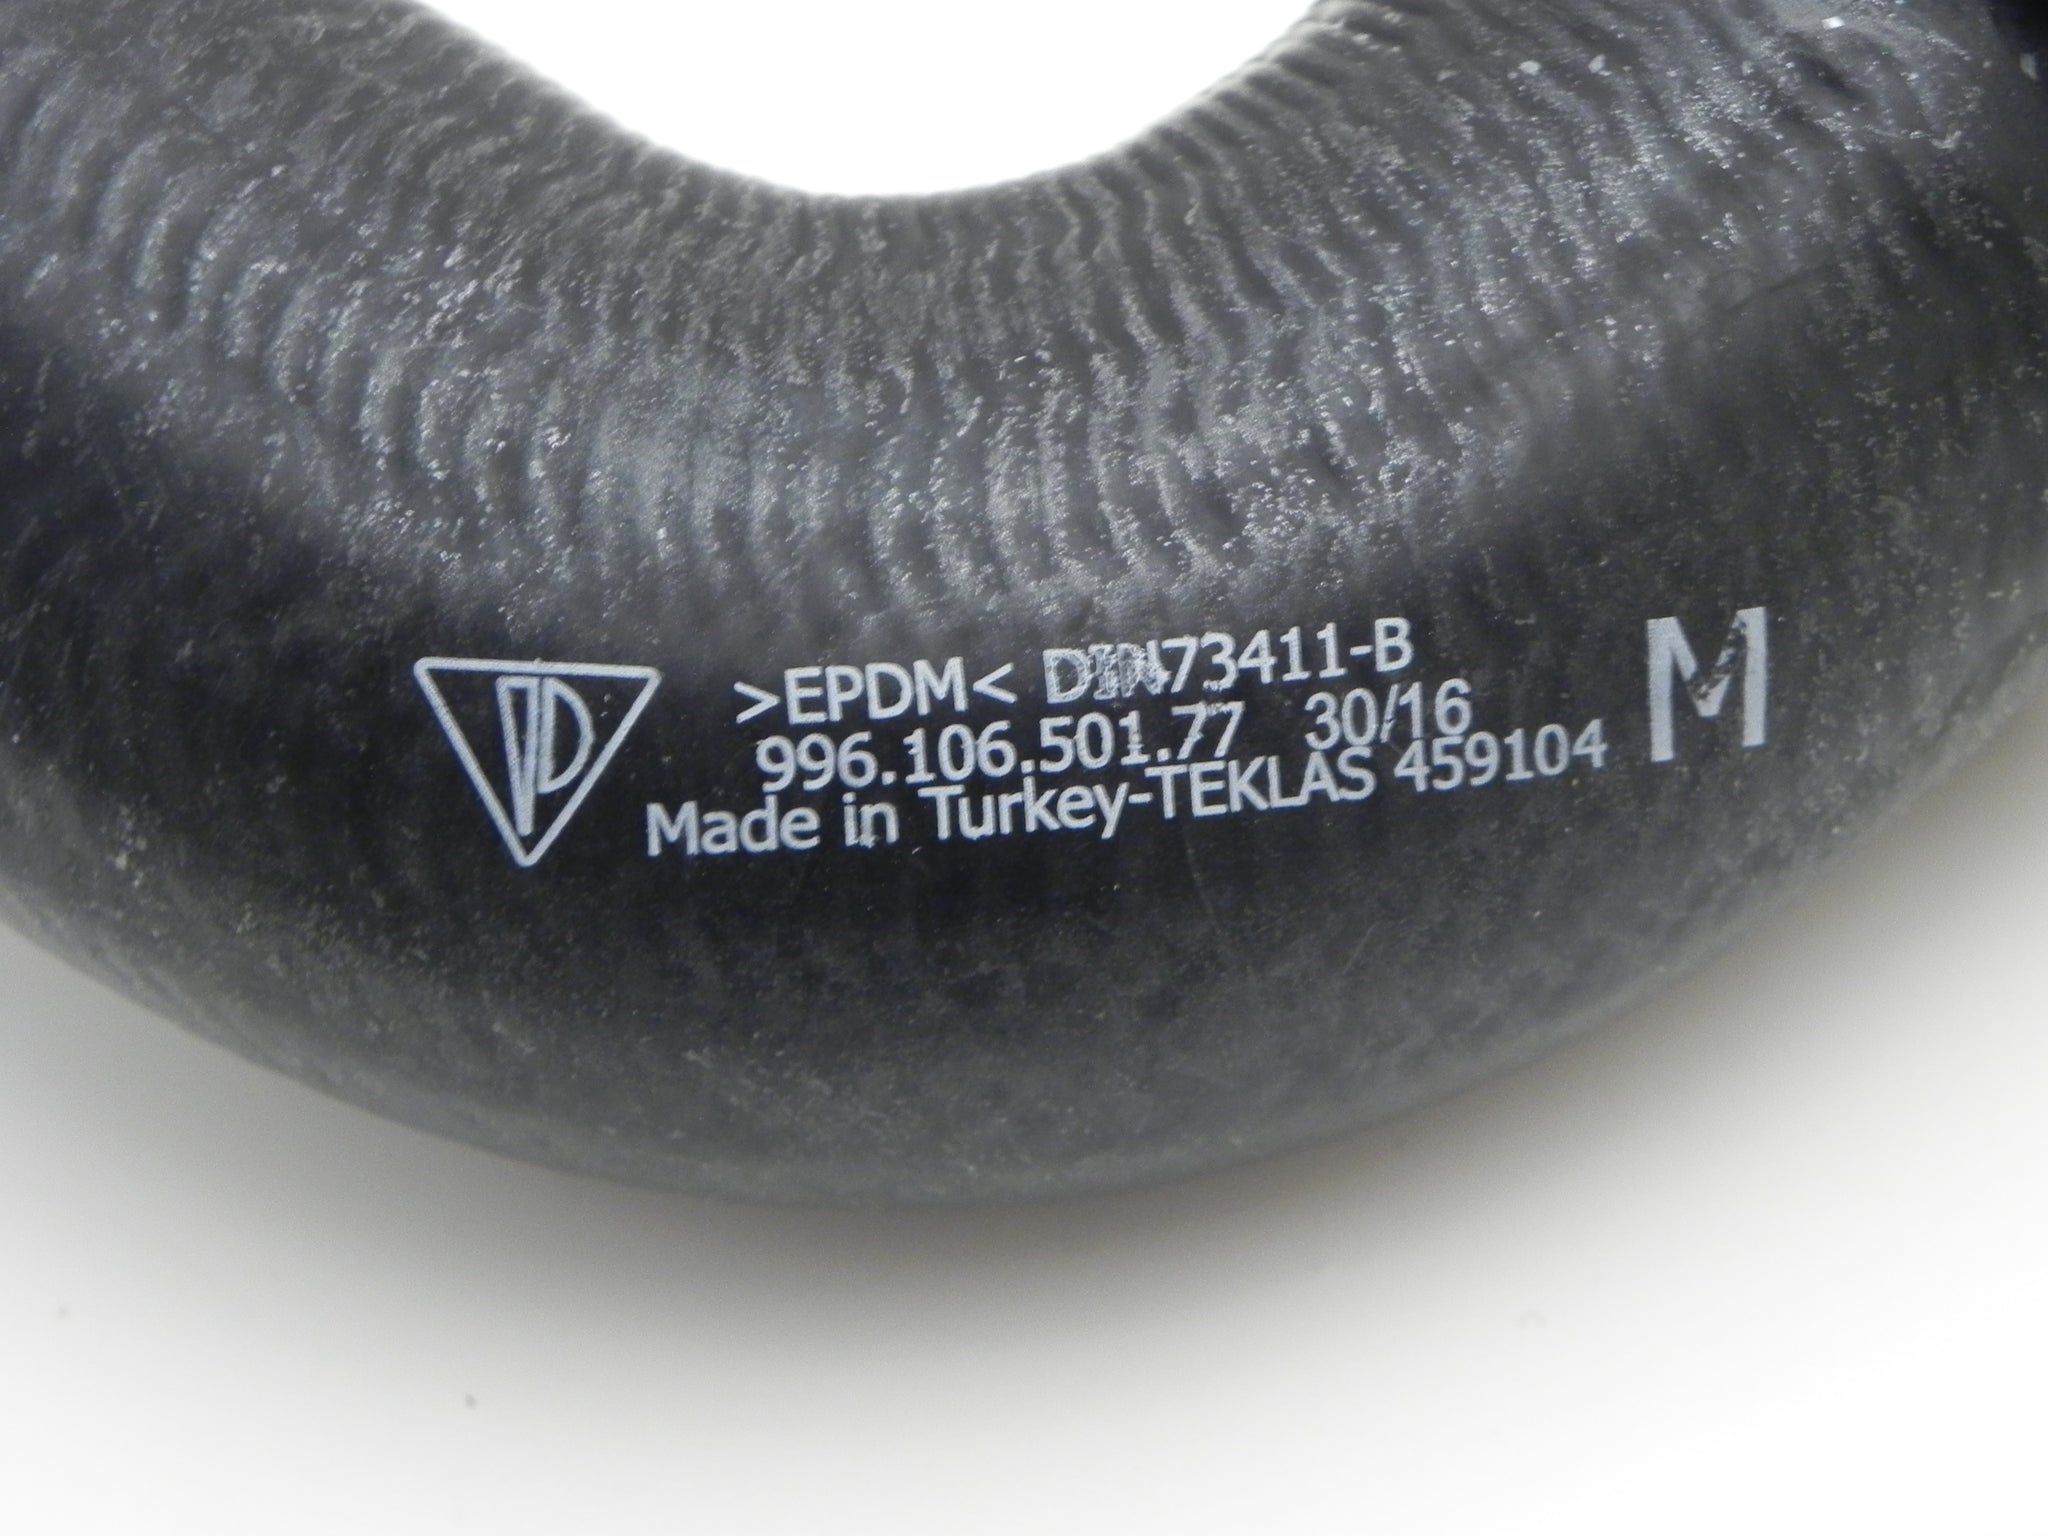 >EPDM< DIN73411-B
996.106.501.77 30/16
Made in Turkey-TEKLAS 459104
M